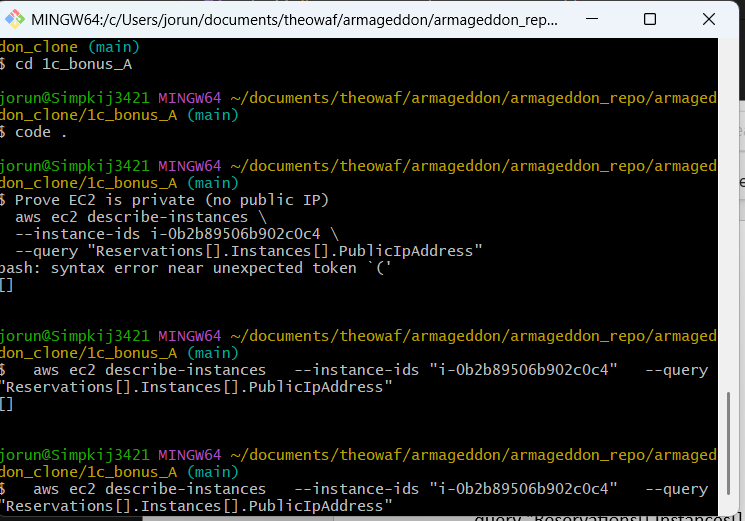 MINGW64:/c/Users/jorun/documents/theowaf/armageddon/armageddon_rep...
don_clone (main)
$ cd 1c_bonus_A
jorun@Simpkij3421 MINGW64 ~/documents/theowaf/armageddon/armageddon_repo/armaged
don_clone/1c_bonus_A (main)
$ code .
jorun@Simpkij3421 MINGW64 ~/documents/theowaf/armageddon/armageddon_repo/armaged
don_clone/1c_bonus_A (main)
$ Prove EC2 is private (no public IP)
aws ec2 describe-instances \
--instance-ids i-0b2b89506b902c0c4 \
--query "Reservations[].Instances[].PublicIpAddress"
bash: syntax error near unexpected token `('
[]
jorun@Simpkij3421 MINGW64 ~/documents/theowaf/armageddon/armageddon_repo/armaged
don_clone/1c_bonus_A (main)
$   aws ec2 describe-instances   --instance-ids "i-0b2b89506b902c0c4"   --query
"Reservations[].Instances[].PublicIpAddress"
[]
jorun@Simpkij3421 MINGW64 ~/documents/theowaf/armageddon/armageddon_repo/armaged
don_clone/1c_bonus_A (main)
$   aws ec2 describe-instances   --instance-ids "i-0b2b89506b902c0c4"   --query
"Reservations[].Instances[].PublicIpAddress"